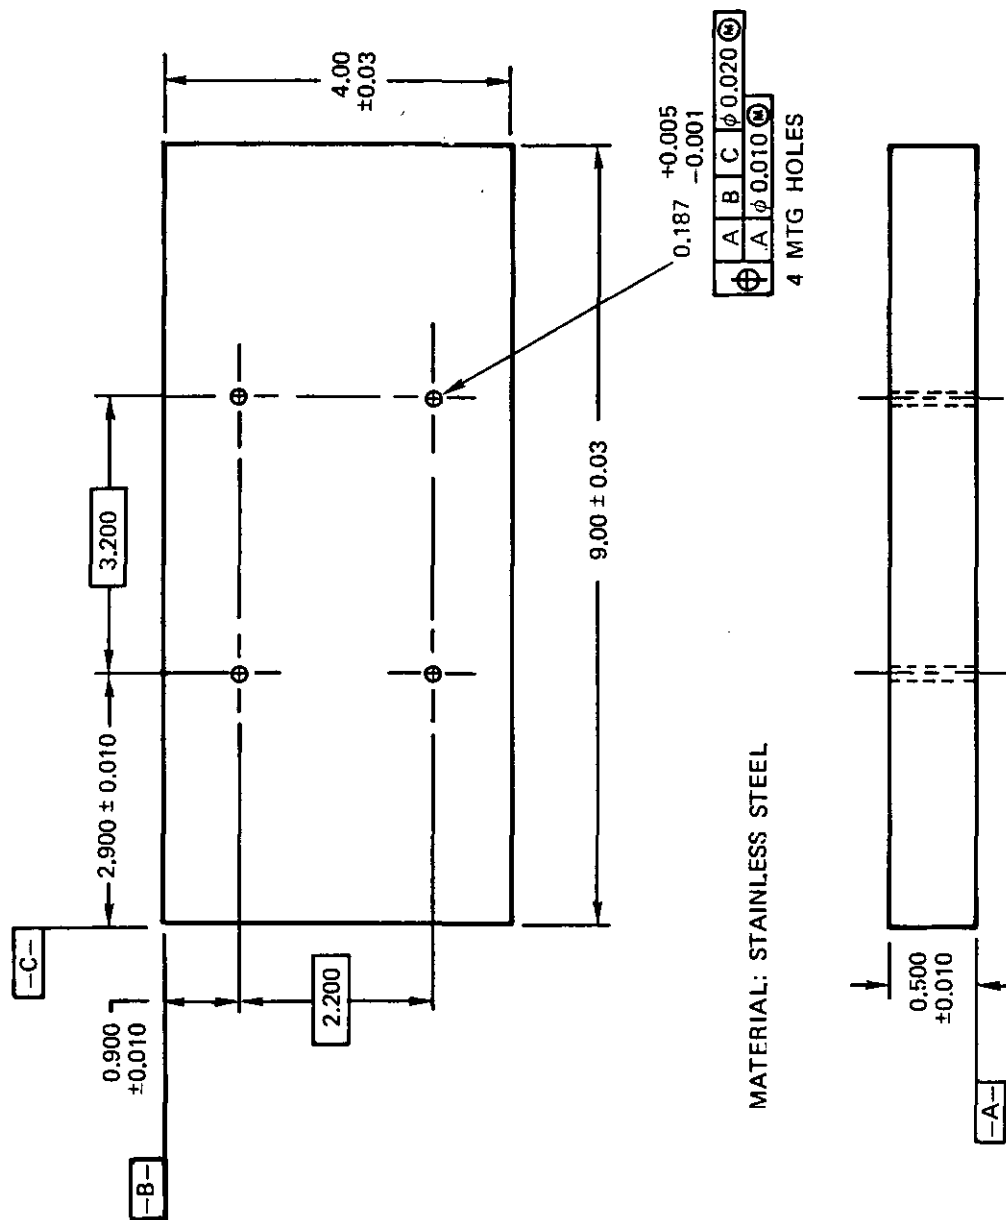 -C-
2.900 ± 0.010
3.200
4.00
±0.03
-B-
0.900
±0.010
2.200
9.00 ± 0.03
0.187 +0.005
-0.001
⌖ A B C ϕ 0.020 Ⓜ
A ϕ 0.010 Ⓜ
4 MTG HOLES
MATERIAL: STAINLESS STEEL
0.500
±0.010
-A-